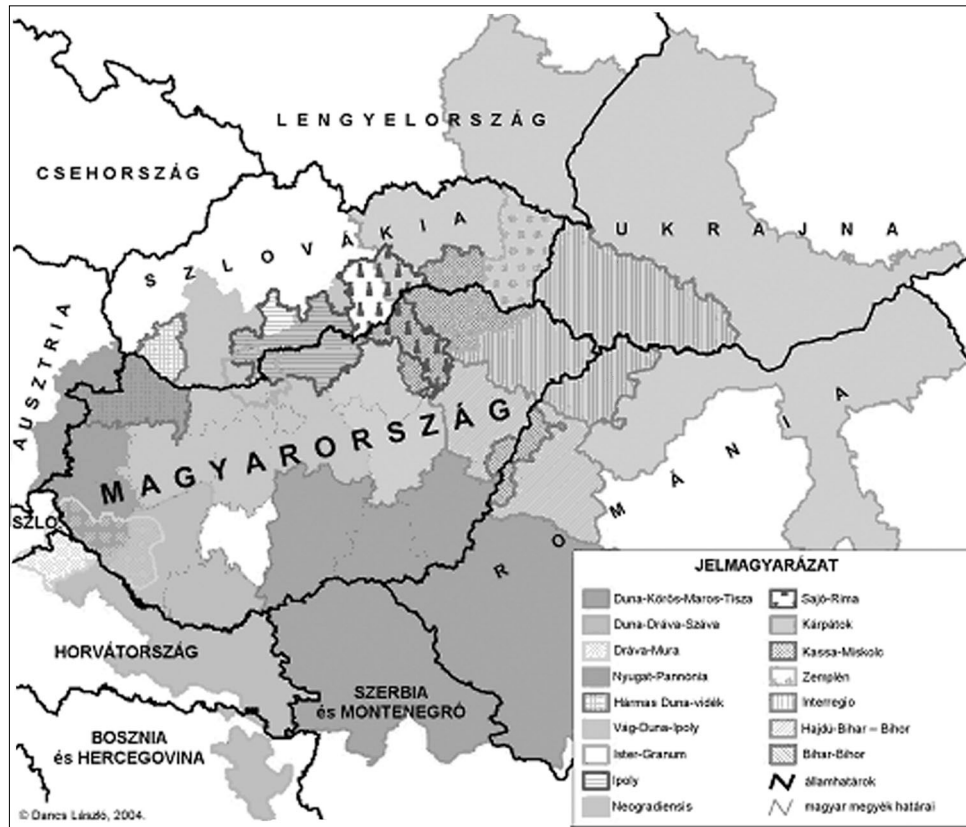 LENGYELORSZÁG
CSEHORSZÁG
SZLOVÁKIA
UKRAJNA
AUSZTRIA
MAGYARORSZÁG
SZLO.
ROMÁNIA
HORVÁTORSZÁG
SZERBIA
és MONTENEGRÓ
BOSZNIA
és HERCEGOVINA
© Dancs László, 2004.
JELMAGYARÁZAT
Duna-Körös-Maros-Tisza
Duna-Dráva-Száva
Dráva-Mura
Nyugat-Pannónia
Hármas Duna-vidék
Vág-Duna-Ipoly
Ister-Granum
Ipoly
Neogradiensis
Sajó-Rima
Kárpátok
Kassa-Miskolc
Zemplén
Interregio
Hajdú-Bihar – Bihor
Bihar-Bihor
államhatárok
magyar megyék határai